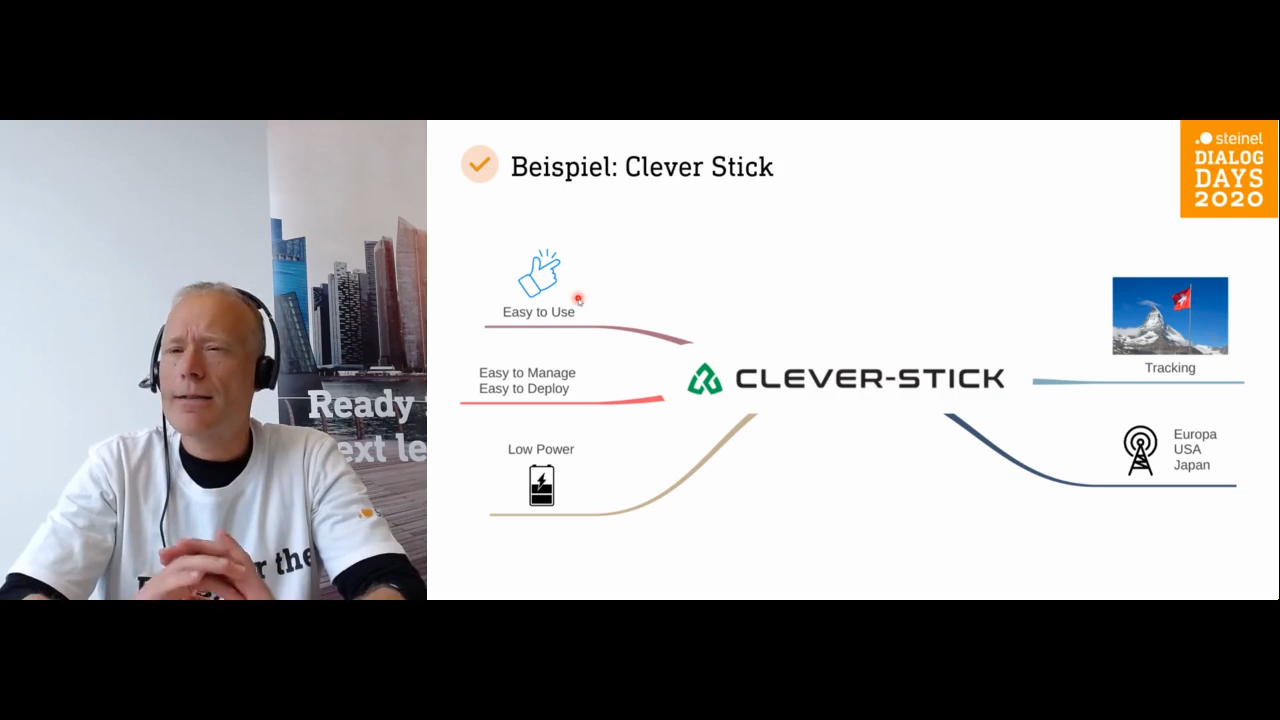 Beispiel: Clever Stick
steinel
DIALOG
DAYS
2020
Easy to Use
Easy to Manage
Easy to Deploy
Low Power
CLEVER-STICK
Tracking
Europa
USA
Japan
Ready
ext le
r the